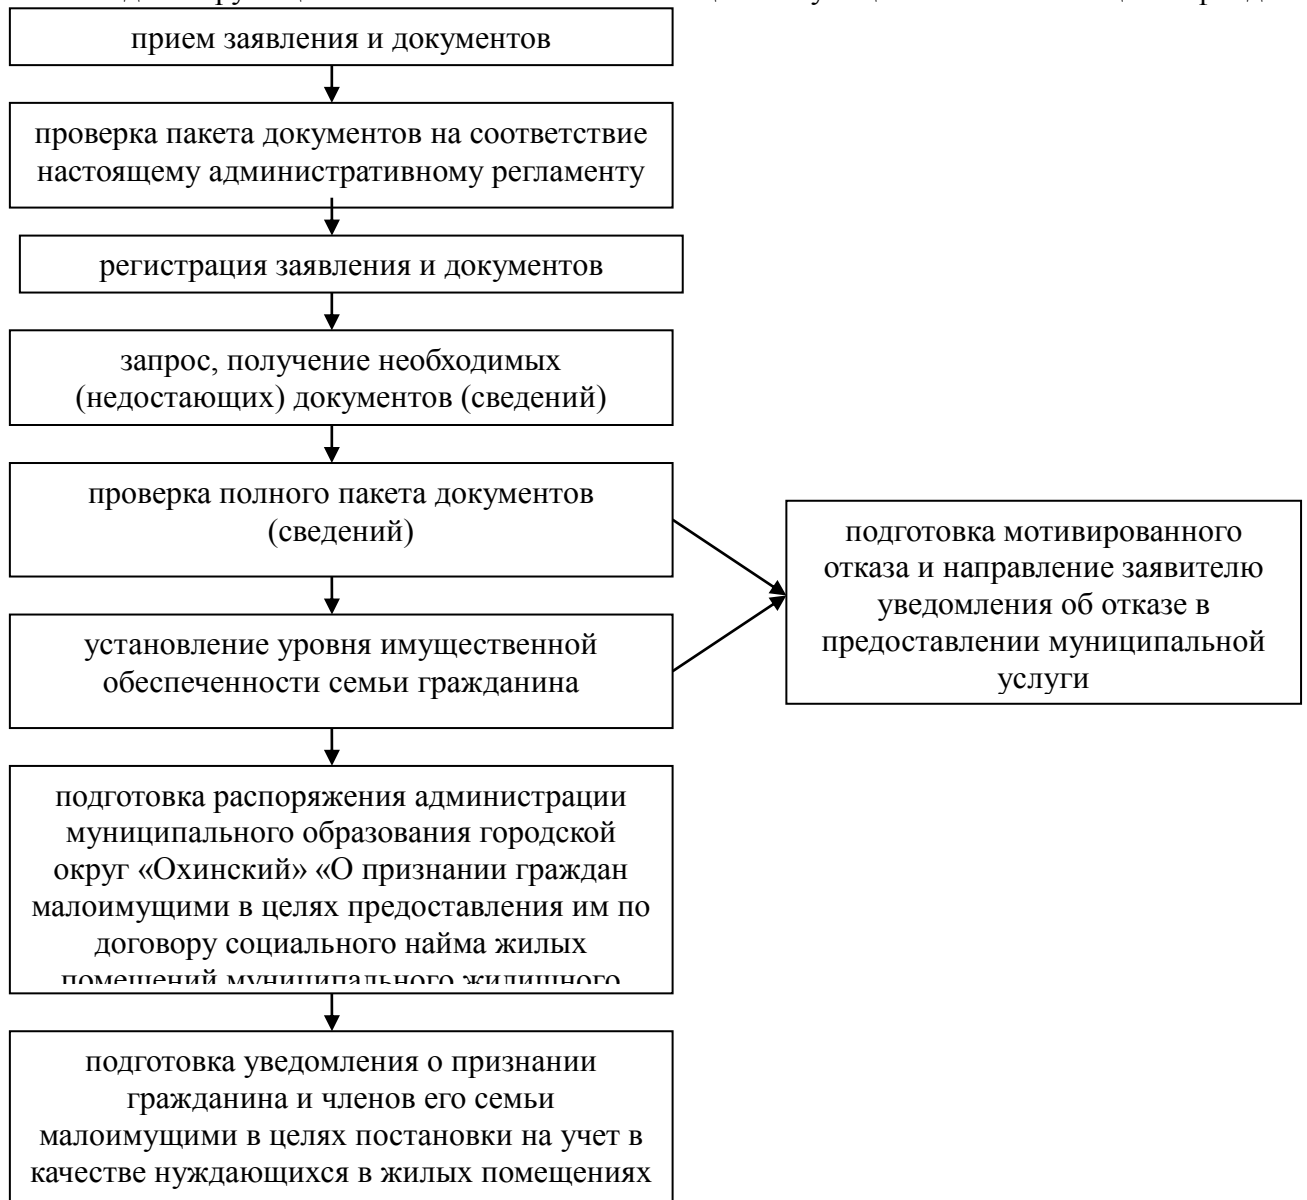 прием заявления и документов
проверка пакета документов на соответствие
настоящему административному регламенту
регистрация заявления и документов
запрос, получение необходимых
(недостающих) документов (сведений)
проверка полного пакета документов
(сведений)
подготовка мотивированного
отказа и направление заявителю
уведомления об отказе в
предоставлении муниципальной
услуги
установление уровня имущественной
обеспеченности семьи гражданина
подготовка распоряжения администрации
муниципального образования городской
округ «Охинский» «О признании граждан
малоимущими в целях предоставления им по
договору социального найма жилых
помещений муниципального жилищного
подготовка уведомления о признании
гражданина и членов его семьи
малоимущими в целях постановки на учет в
качестве нуждающихся в жилых помещениях